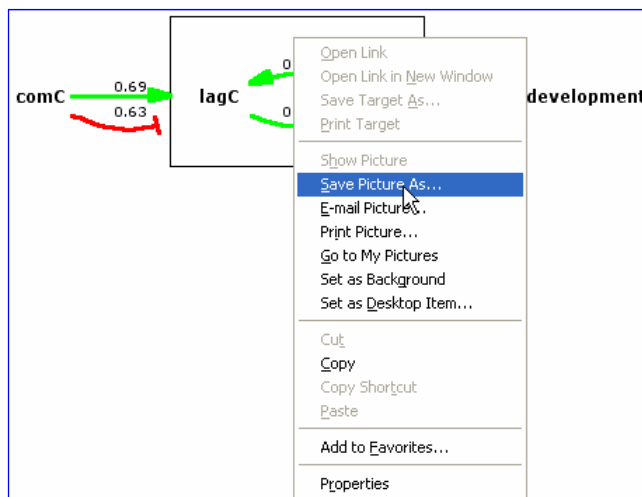 comC
0.69
0.63
lagC
0
0
development
Open Link
Open Link in New Window
Save Target As...
Print Target
Show Picture
Save Picture As...
E-mail Picture...
Print Picture...
Go to My Pictures
Set as Background
Set as Desktop Item...
Cut
Copy
Copy Shortcut
Paste
Add to Favorites...
Properties